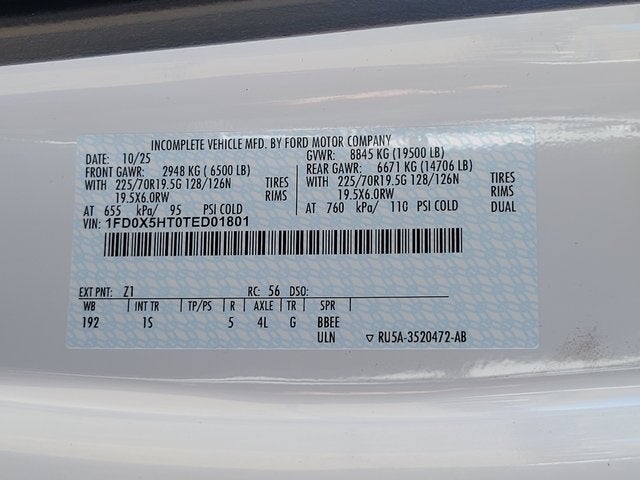 INCOMPLETE VEHICLE MFD. BY FORD MOTOR COMPANY
DATE: 10/25 GVWR: 8845 KG (19500 LB)
FRONT GAWR: 2948 KG ( 6500 LB) REAR GAWR: 6671 KG (14706 LB)
WITH 225/70R19.5G 128/126N TIRES WITH 225/70R19.5G 128/126N TIRES
19.5X6.0RW RIMS 19.5X6.0RW RIMS
AT 655 kPa/ 95 PSI COLD AT 760 kPa/ 110 PSI COLD DUAL
VIN: 1FD0X5HT0TED01801
EXT PNT: Z1 RC: 56 DSO:
WB INT TR TP/PS R AXLE TR SPR
192 1S 5 4L G BBEE
ULN ▽ RU5A-3520472-AB